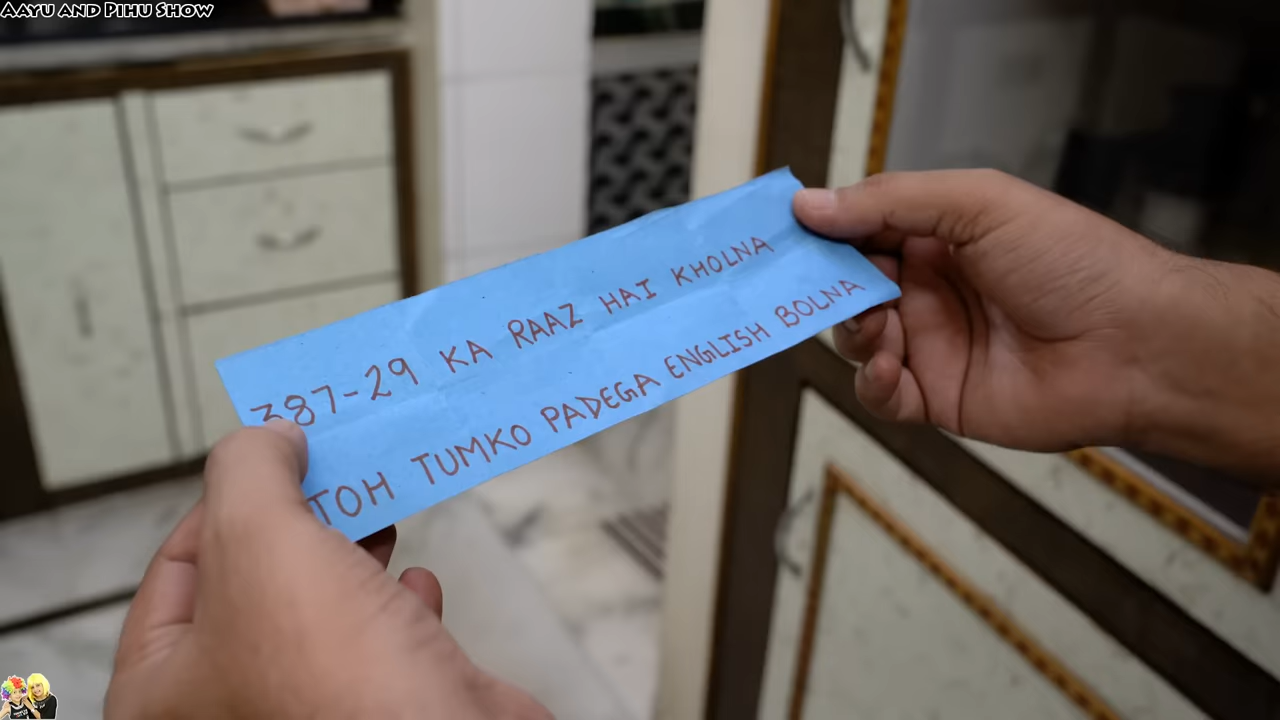 AAYU AND PIHU SHOW
387-29 KA RAAZ HAI KHOLNA
TOH TUMKO PADEGA ENGLISH BOLNA